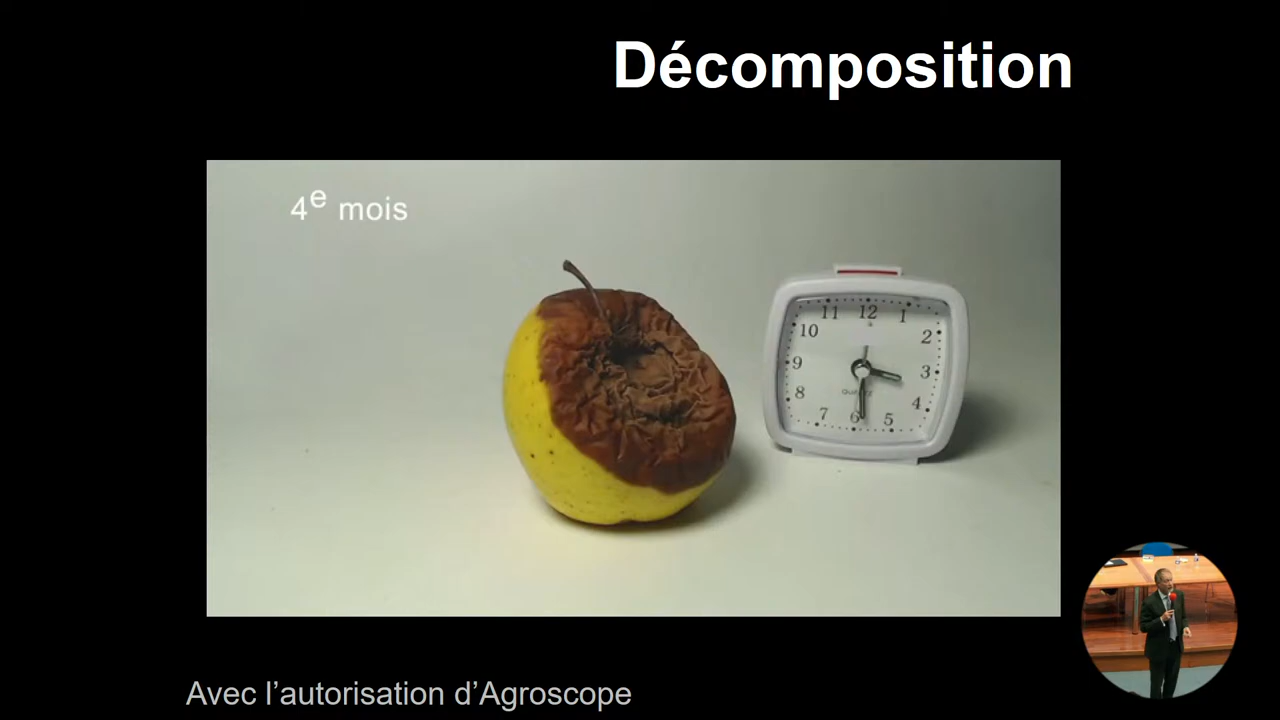 Décomposition
4e mois
11 12 1
10 2
9 3
8 4
7 6 5
Avec l’autorisation d’Agroscope